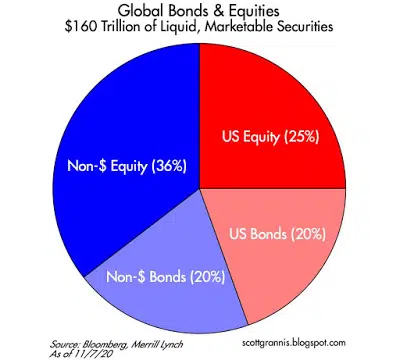 Global Bonds & Equities
$160 Trillion of Liquid, Marketable Securities
Non-$ Equity (36%)
US Equity (25%)
US Bonds (20%)
Non-$ Bonds (20%)
Source: Bloomberg, Merrill Lynch
As of 11/7/20
scottgrannis.blogspot.com